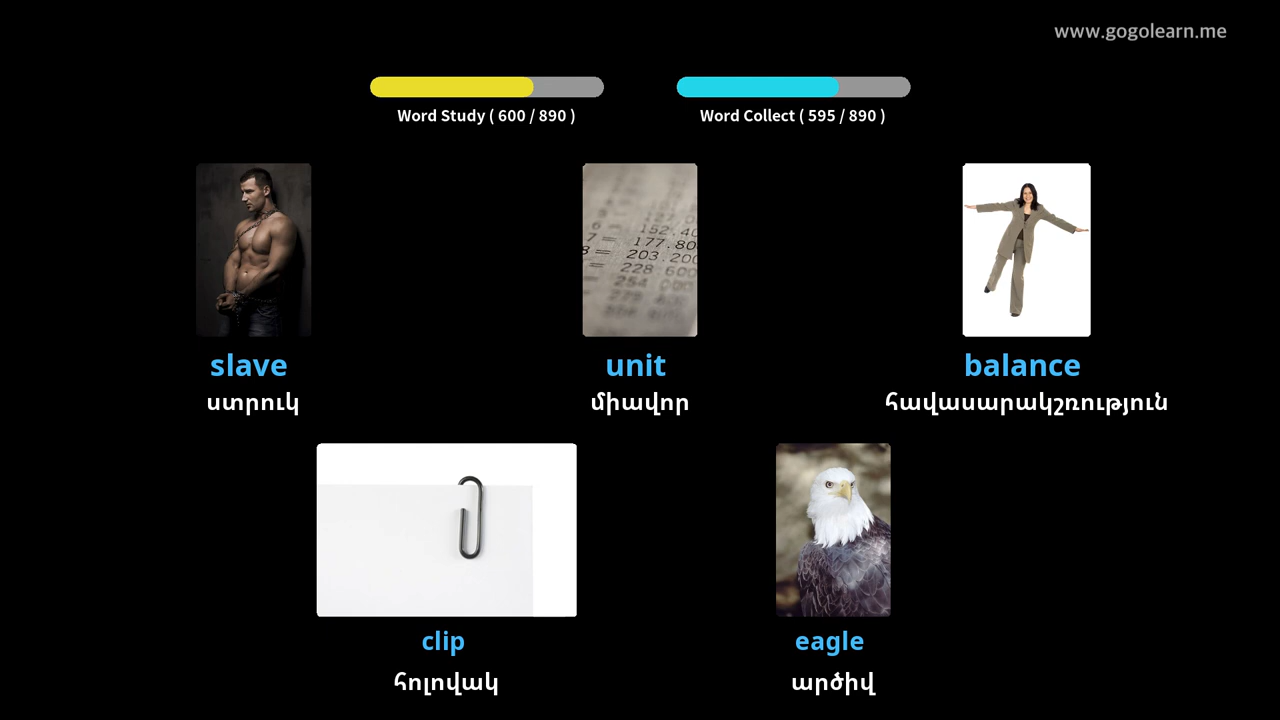 www.gogolearn.me
Word Study ( 600 / 890 )
Word Collect ( 595 / 890 )
slave
unit
balance
ստրուկ
միավոր
հավասարակշռություն
clip
eagle
հոլովակ
արծիվ